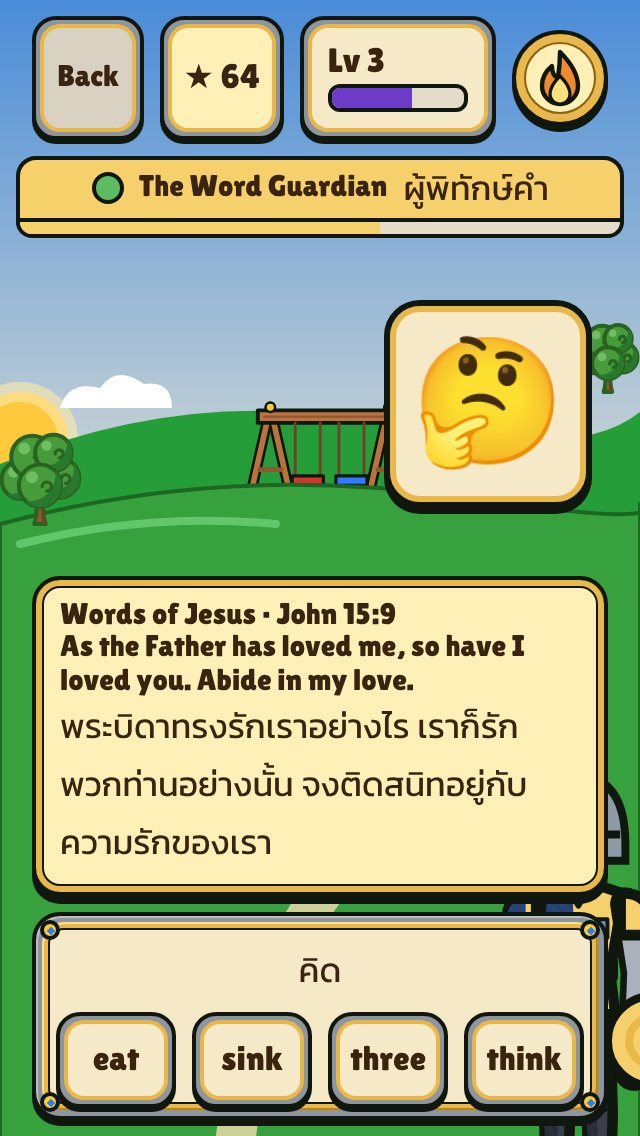 Back
★ 64
Lv 3
The Word Guardian ผู้พิทักษ์คำ
Words of Jesus · John 15:9
As the Father has loved me, so have I
loved you. Abide in my love.
พระบิดาทรงรักเราอย่างไร เราก็รัก
พวกท่านอย่างนั้น จงติดสนิทอยู่กับ
ความรักของเรา
คิด
eat sink three think